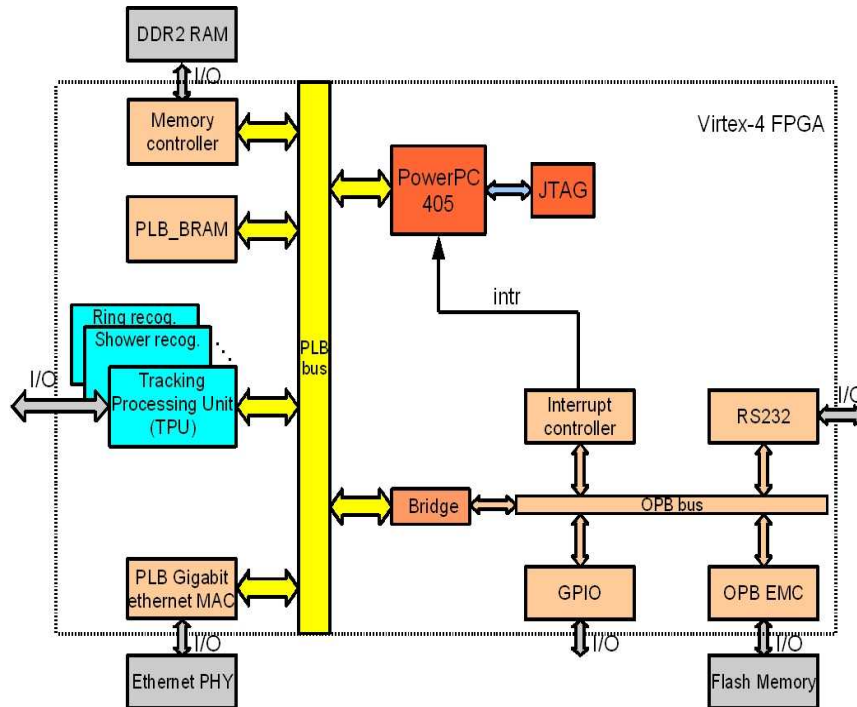 DDR2 RAM
I/O
Memory
controller
Virtex-4 FPGA
PowerPC
405
JTAG
PLB_BRAM
intr
Ring recog.
Shower recog.
PLB
bus
I/O
Tracking
Processing Unit
(TPU)
Interrupt
controller
RS232
I/O
Bridge
OPB bus
PLB Gigabit
ethernet MAC
GPIO
OPB EMC
I/O
I/O
I/O
Ethernet PHY
Flash Memory